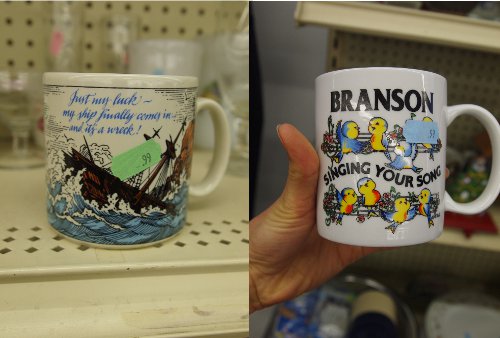 Just my luck ~
my ship finally comes in
and it's a wreck!
99
BRANSON
SINGING YOUR SONG